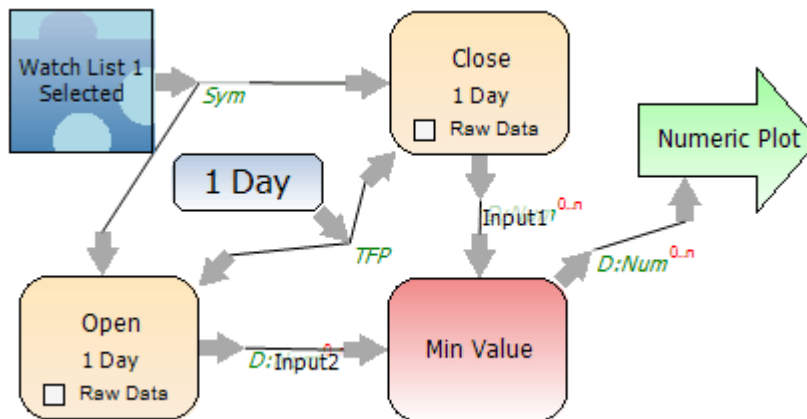 Watch List 1
Selected
Sym
Close
1 Day
Raw Data
Numeric Plot
1 Day
TFP
Input1
0..n
D:Num
0..n
Open
1 Day
Raw Data
D:
Input2
Min Value